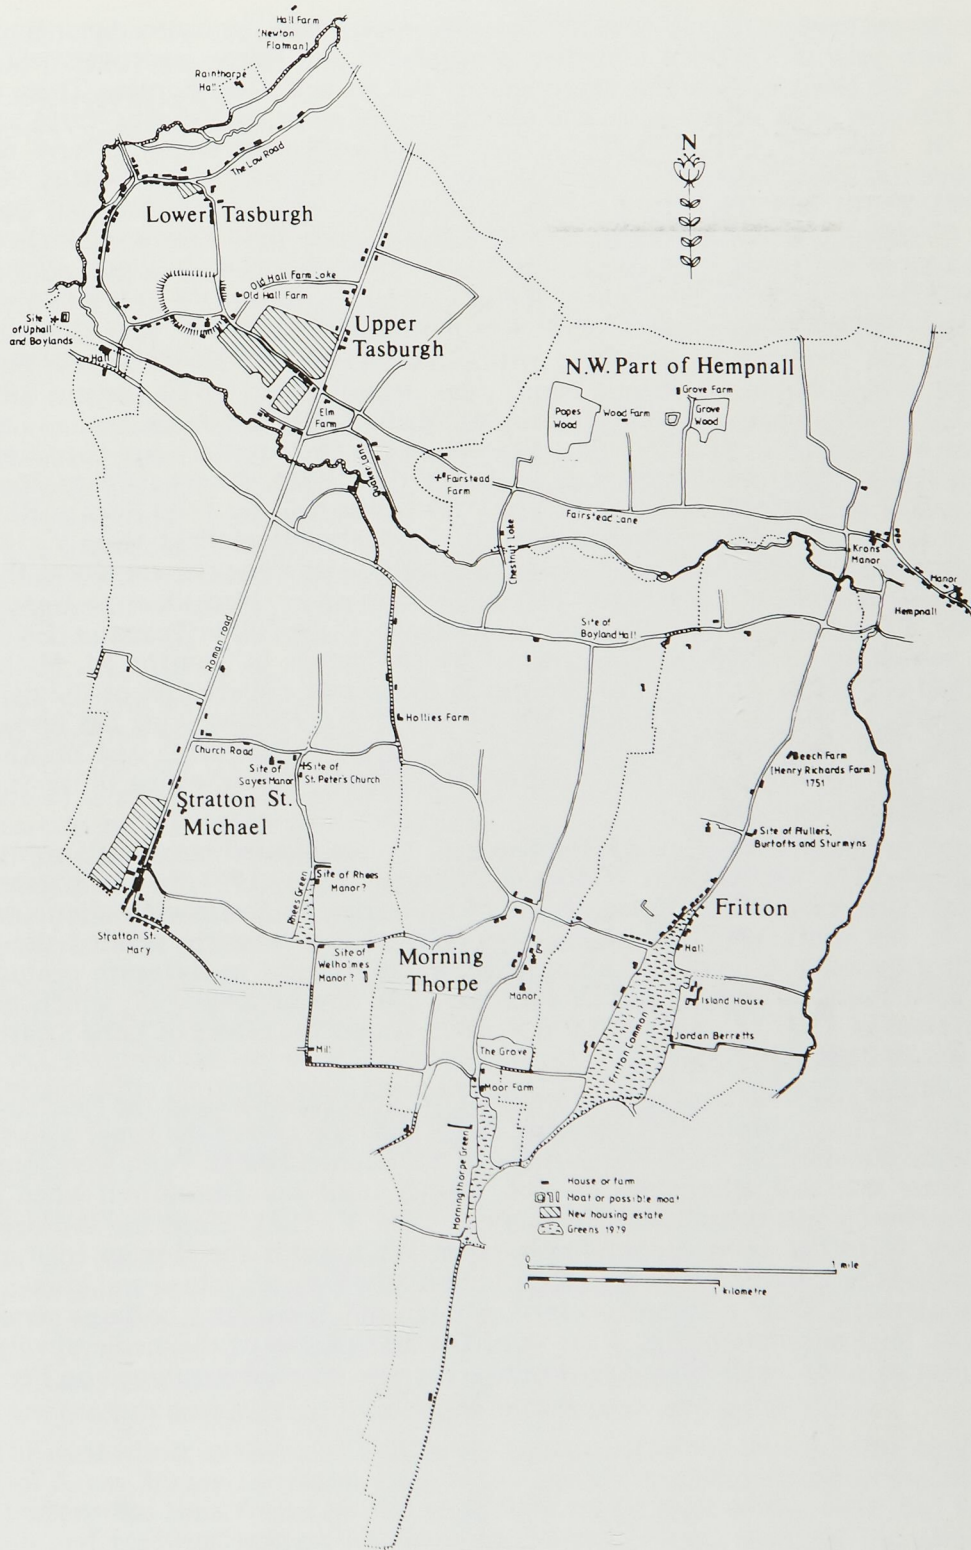 Hall Farm
[Newton
Flotman]
Rainthorpe
Hall
The Low Road
N
Lower Tasburgh
Old Hall Farm Loke
Old Hall Farm
Site
of Uphall
and Boylands
Hall
Upper
Tasburgh
Elm
Farm
Quaker Lane
N.W. Part of Hempnall
Grove Farm
Popes
Wood
Wood Farm
Grove
Wood
Fairstead
Farm
Chestnut Loke
Fairstead Lane
Krons
Manor
Manor
Hempnall
Site of
Boyland Hall
Roman road
Hollies Farm
Church Road
Site of
Sayes Manor
Site of
St. Peter's Church
Beech Farm
[Henry Richards Farm]
1751
Stratton St.
Michael
Site of Plullers,
Burtofts and Sturmyns
Rhees Green
Site of Rhees
Manor?
Fritton
Stratton St.
Mary
Site of
Welholmes
Manor?
Morning
Thorpe
Hall
Manor
Island House
Fritton Common
Jordan Berretts
Mill
The Grove
Moor Farm
Morningthorpe Green
House or farm
Moat or possible moat
New housing estate
Greens 1979
0
1 mile
0
1 kilometre